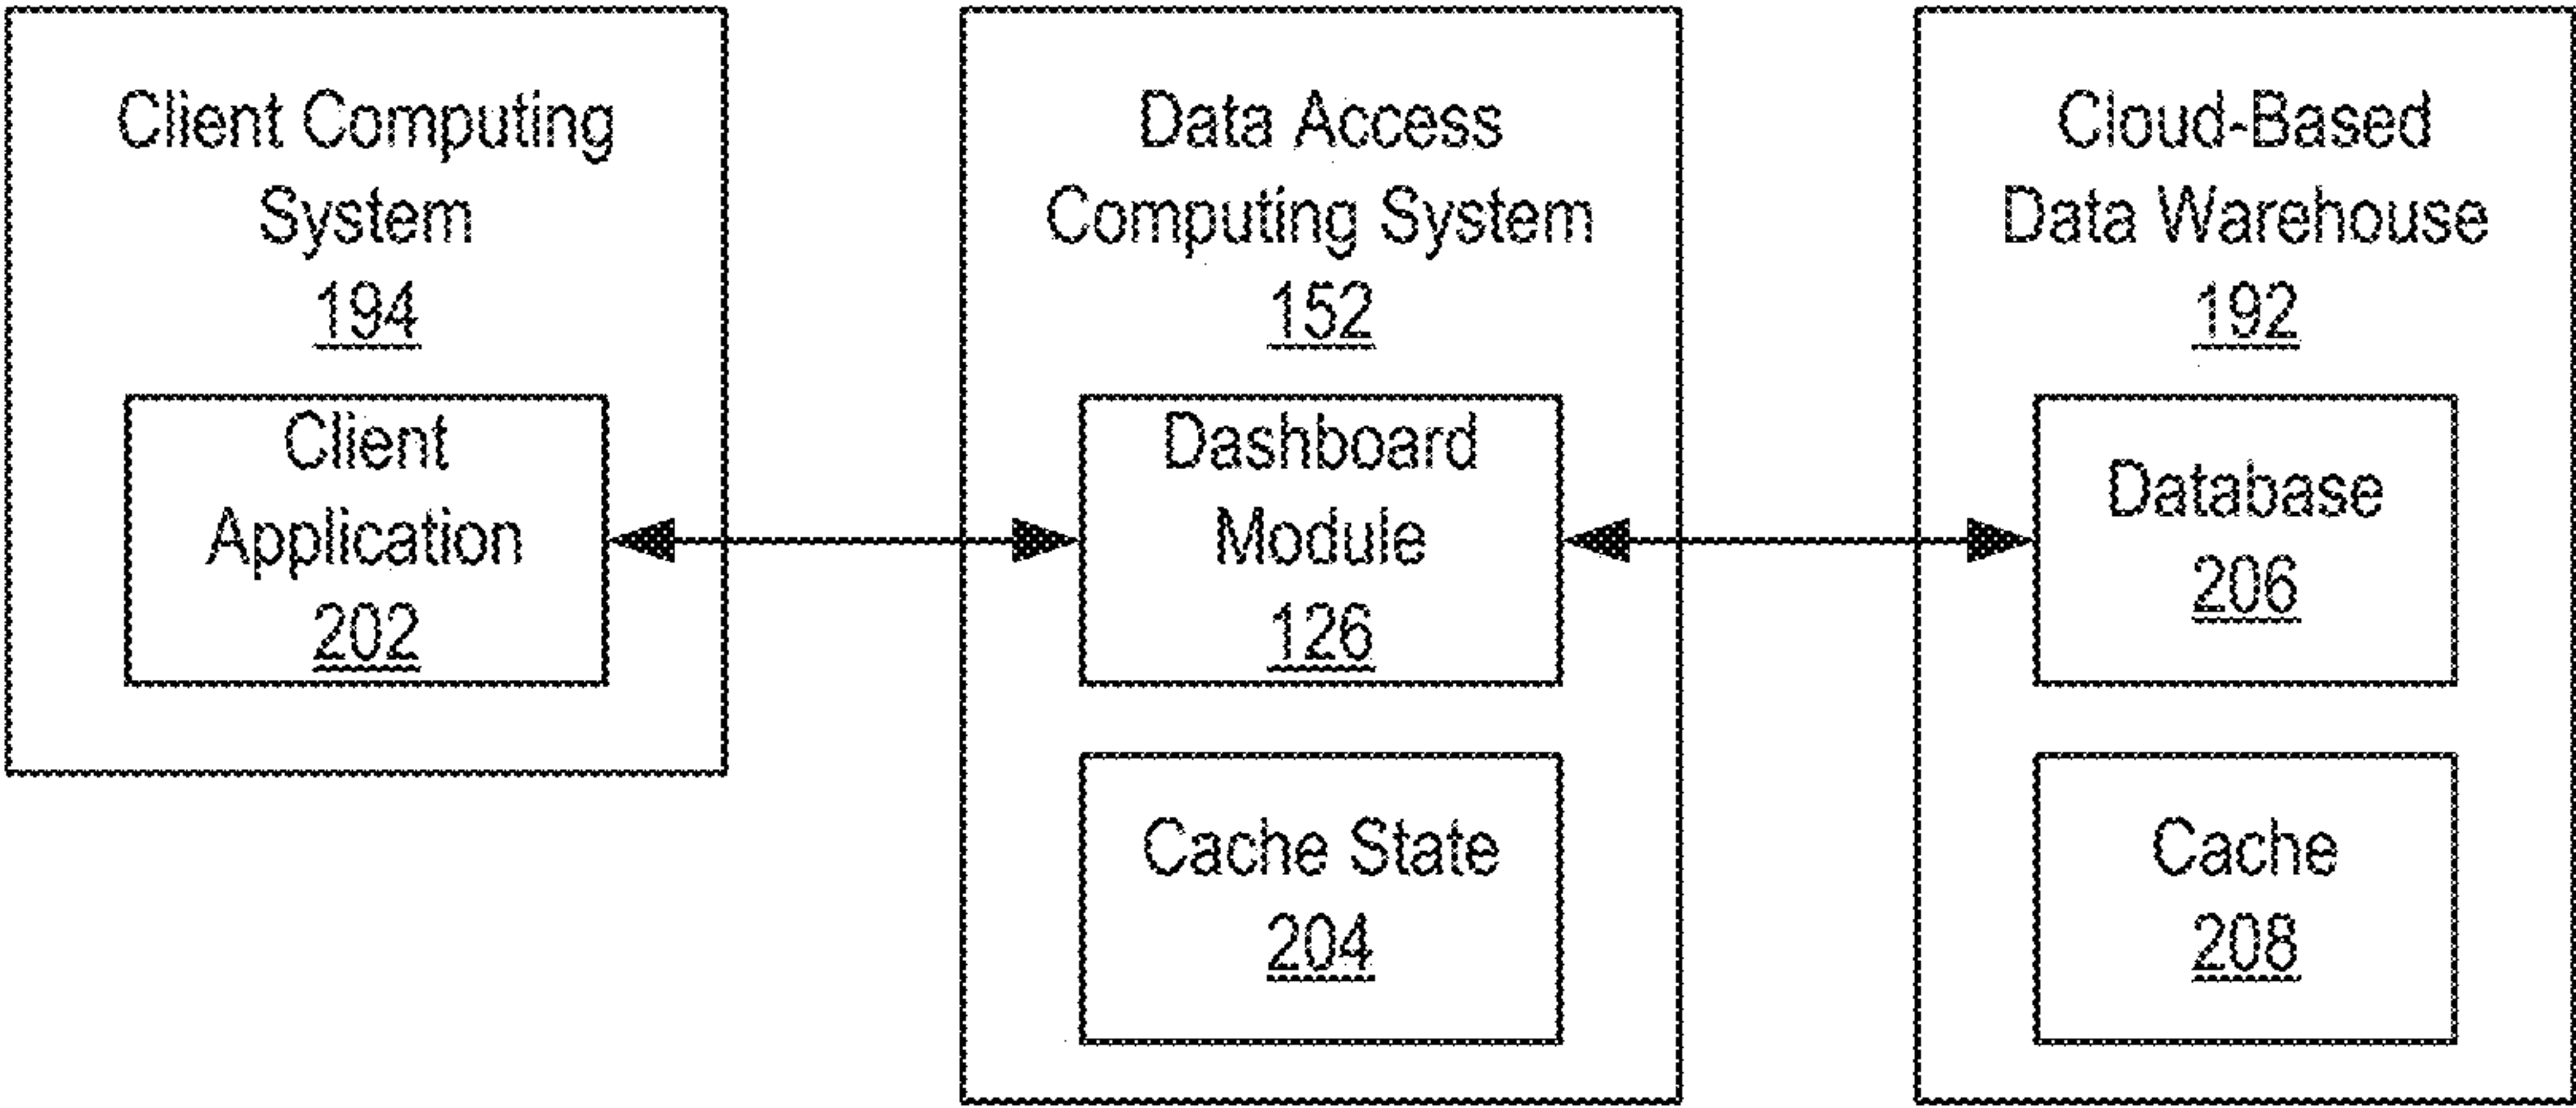 Client Computing
System
194
Client
Application
202
Data Access
Computing System
152
Dashboard
Module
126
Cache State
204
Cloud-Based
Data Warehouse
192
Database
206
Cache
208